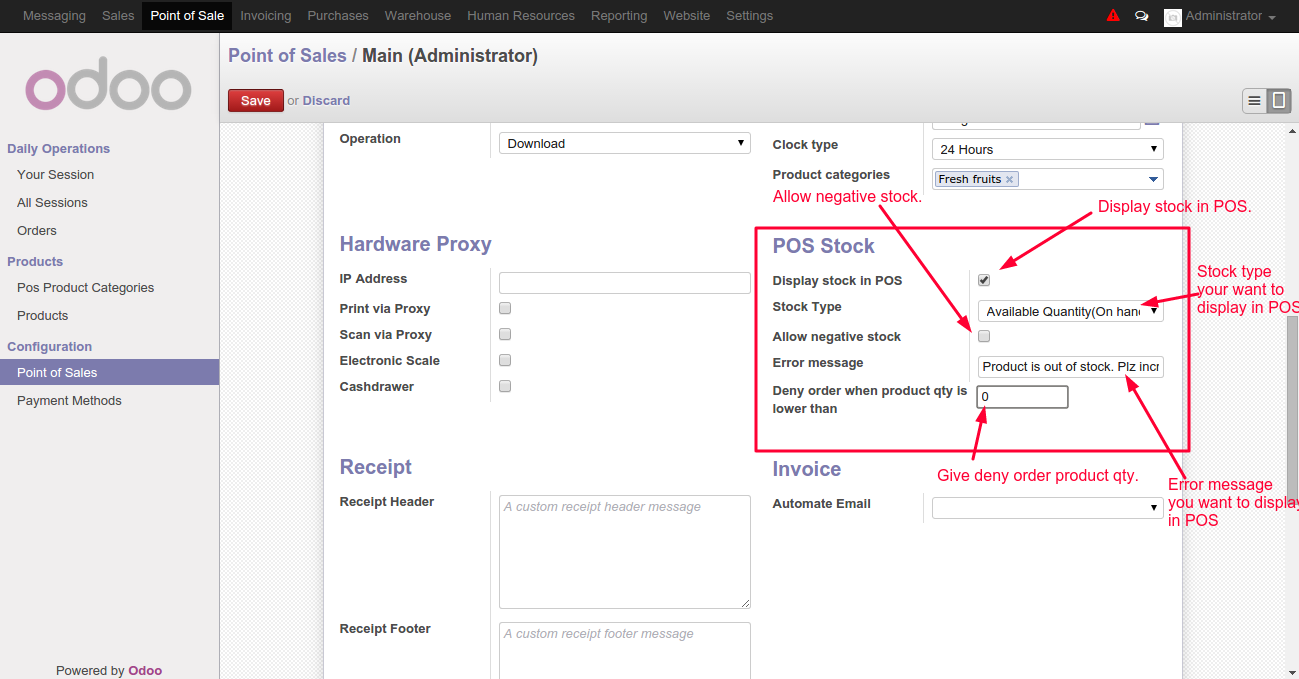 Messaging Sales Point of Sale Invoicing Purchases Warehouse Human Resources Reporting Website Settings Administrator
odoo
Point of Sales / Main (Administrator)
Save or Discard
Daily Operations
Your Session
All Sessions
Orders
Products
Pos Product Categories
Products
Configuration
Point of Sales
Payment Methods
Powered by Odoo
Operation
Download
Clock type
24 Hours
Product categories
Fresh fruits
Allow negative stock.
Display stock in POS.
Hardware Proxy
IP Address
Print via Proxy
Scan via Proxy
Electronic Scale
Cashdrawer
POS Stock
Display stock in POS
Stock Type
Available Quantity(On han
Allow negative stock
Error message
Product is out of stock. Plz incr
Deny order when product qty is
lower than
0
Stock type
your want to
display in POS
Give deny order product qty.
Error message
you want to display
in POS
Receipt
Receipt Header
A custom receipt header message
Receipt Footer
A custom receipt footer message
Invoice
Automate Email